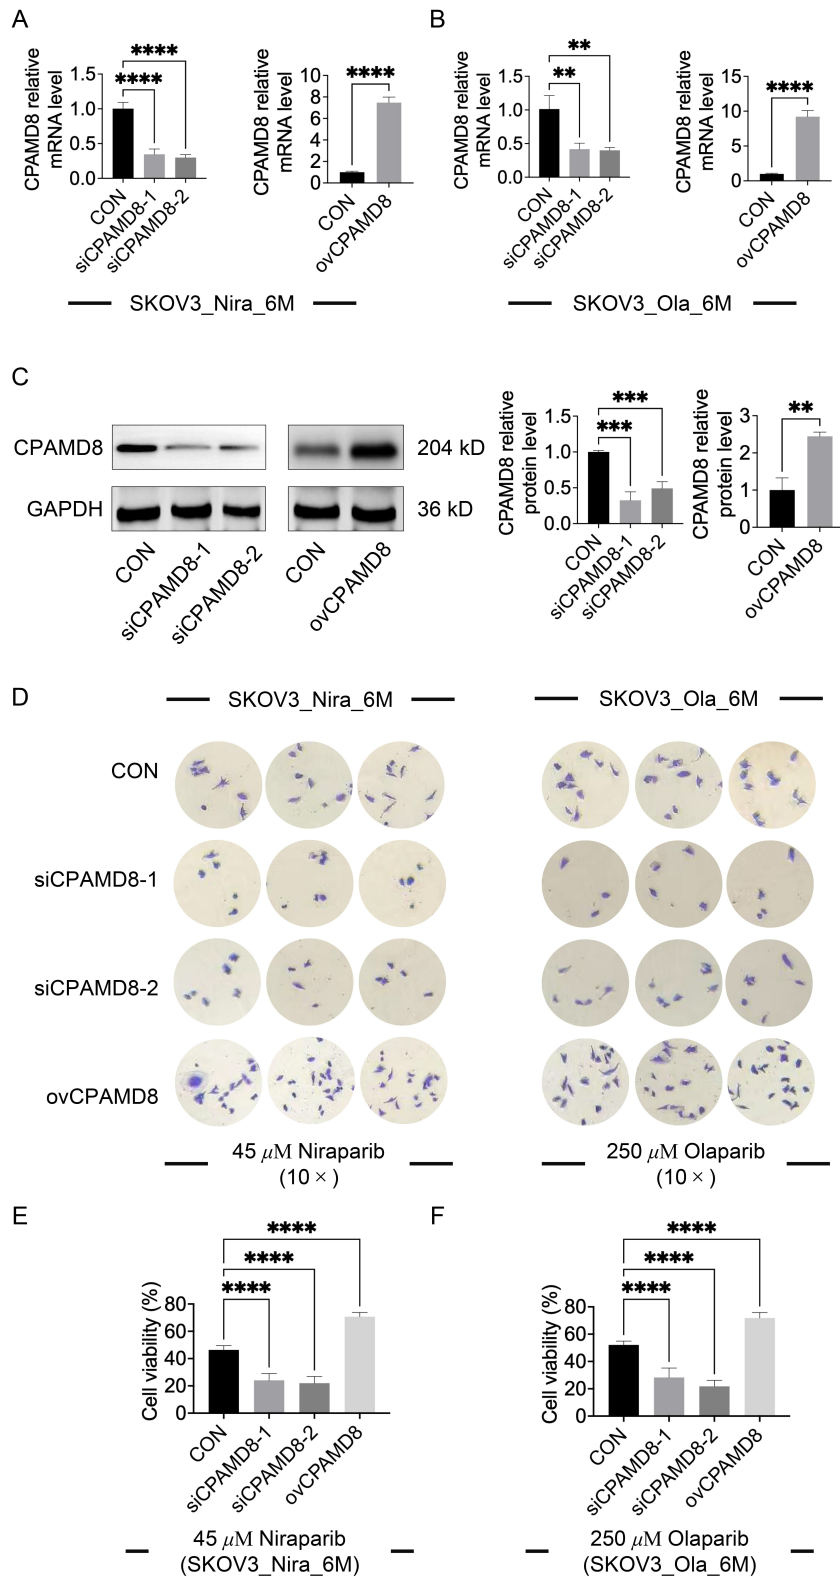 A
CPAMD8 relative
mRNA level
1.5
1.0
0.5
0.0
****
****
CON
siCPAMD8-1
siCPAMD8-2
CPAMD8 relative
mRNA level
10
8
6
4
2
0
****
CON
ovCPAMD8
SKOV3_Nira_6M
B
CPAMD8 relative
mRNA level
1.5
1.0
0.5
0.0
**
**
CON
siCPAMD8-1
siCPAMD8-2
CPAMD8 relative
mRNA level
15
10
5
0
****
CON
ovCPAMD8
SKOV3_Ola_6M
C
CPAMD8
204 kD
GAPDH
36 kD
CON
siCPAMD8-1
siCPAMD8-2
CON
ovCPAMD8
CPAMD8 relative
protein level
1.5
1.0
0.5
0.0
***
***
CON
siCPAMD8-1
siCPAMD8-2
CPAMD8 relative
protein level
3
2
1
0
**
CON
ovCPAMD8
D
SKOV3_Nira_6M
SKOV3_Ola_6M
CON
siCPAMD8-1
siCPAMD8-2
ovCPAMD8
45 μM Niraparib
(10 ×)
250 μM Olaparib
(10 ×)
E
Cell viability (%)
80
60
40
20
0
****
****
****
CON
siCPAMD8-1
siCPAMD8-2
ovCPAMD8
45 μM Niraparib
(SKOV3_Nira_6M)
F
Cell viability (%)
80
60
40
20
0
****
****
****
CON
siCPAMD8-1
siCPAMD8-2
ovCPAMD8
250 μM Olaparib
(SKOV3_Ola_6M)